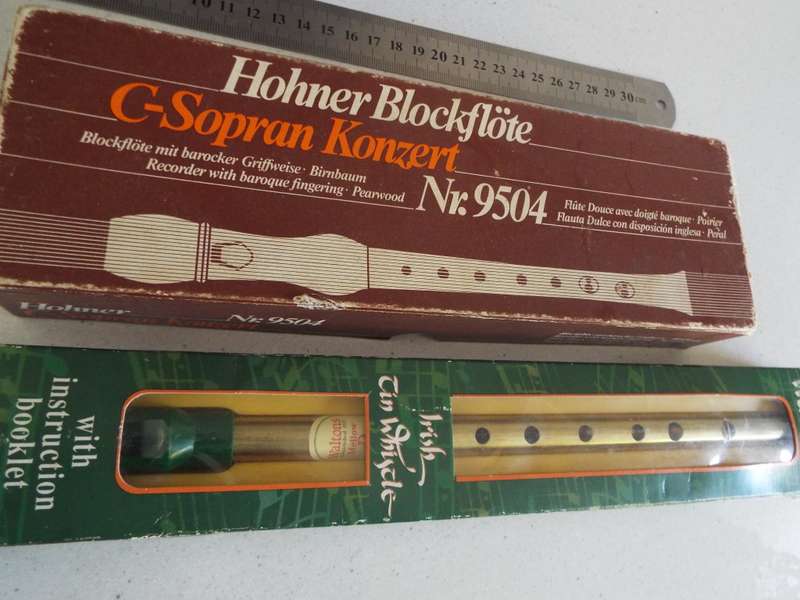 10 11 12 13 14 15 16 17 18 19 20 21 22 23 24 25 26 27 28 29 30 cm
Hohner Blockflöte
C-Sopran Konzert
Blockflöte mit barocker Griffweise · Birnbaum
Recorder with baroque fingering · Pearwood
Nr. 9504
Flûte Douce avec doigté baroque · Poirier
Flauta Dulce con disposición inglesa · Peral
Hohner
C-Sopran Konzert
Nr. 9504
with
instruction
booklet
Waltons
Mellow
Irish
Tin Whistle